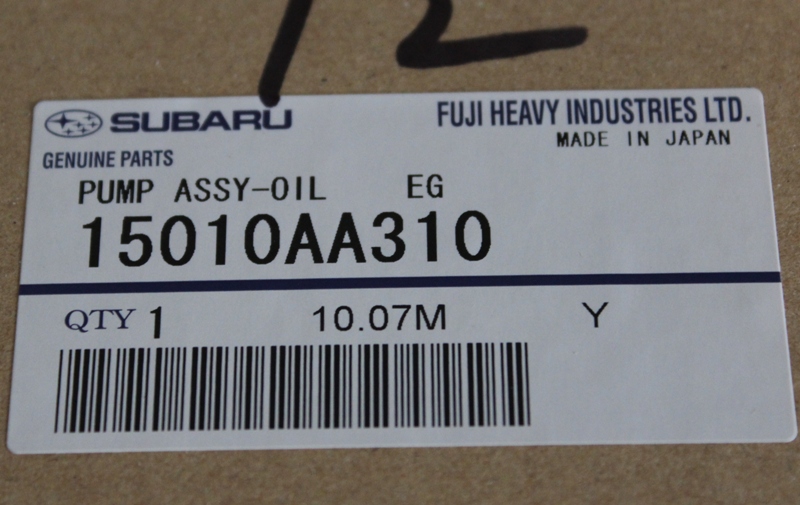 12
SUBARU
FUJI HEAVY INDUSTRIES LTD.
MADE IN JAPAN
GENUINE PARTS
PUMP ASSY-OIL EG
15010AA310
QTY 1 10.07M Y